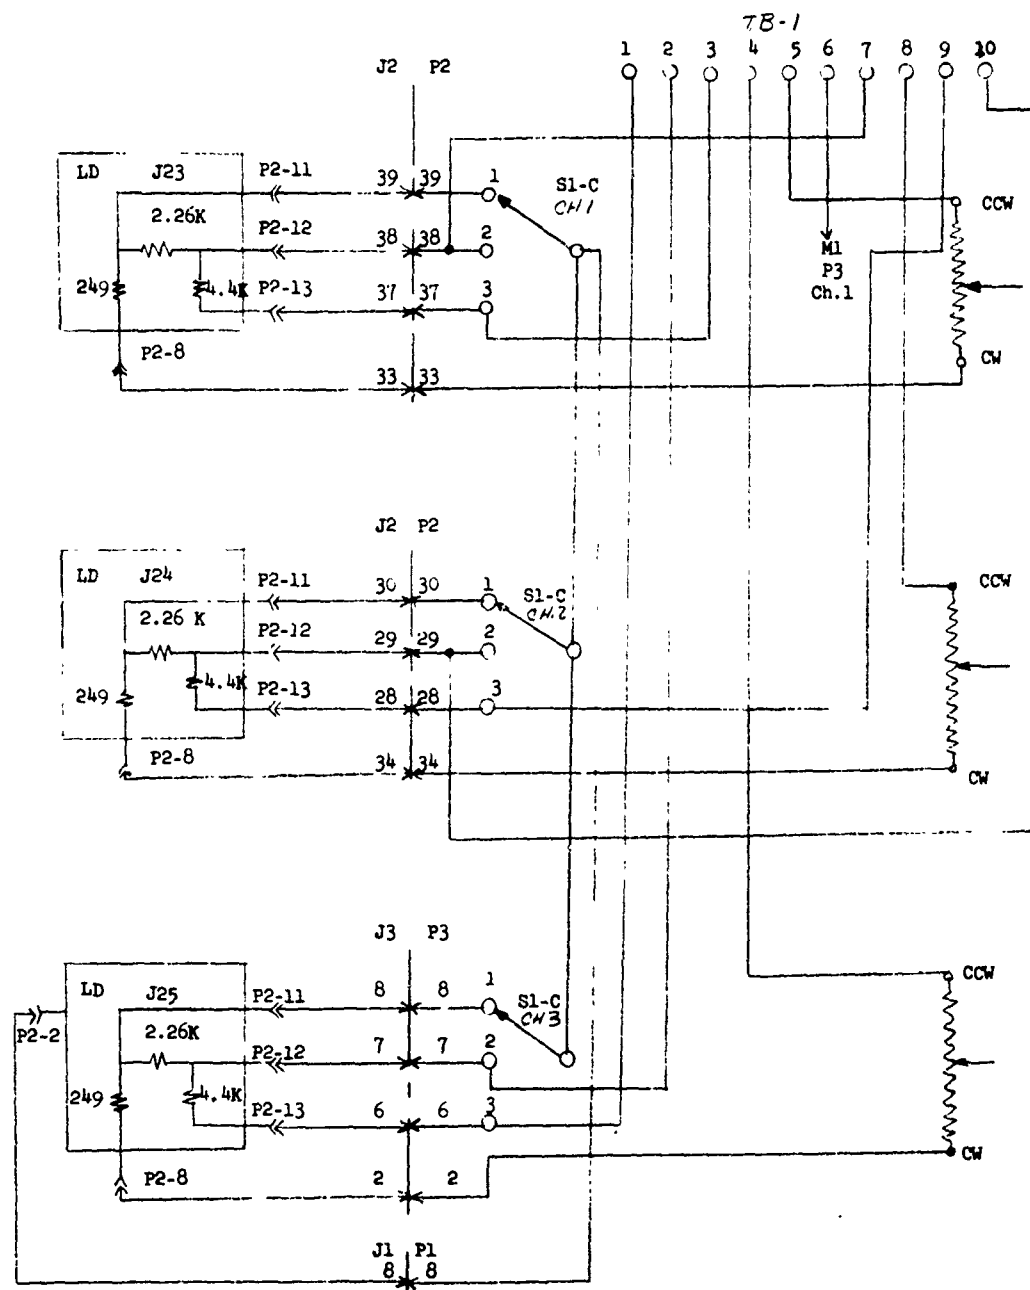 TB-1
1 2 3 4 5 6 7 8 9 10
J2 P2
LD J23 P2-11 39 39 1 S1-C CCW
CH1
2.26K P2-12 38 38 2
M1
249 4.4K P2-13 37 37 3 P3
Ch.1
P2-8 33 33 CW
J2 P2
LD J24 P2-11 30 30 1 S1-C CCW
CH.2
2.26 K P2-12 29 29 2
249 4.4K P2-13 28 28 3
P2-8 34 34 CW
J3 P3
LD J25 P2-11 8 8 1 S1-C CCW
CH3
P2-2 2.26K P2-12 7 7 2
249 4.4K P2-13 6 6 3
P2-8 2 2 CW
J1 P1
8 8